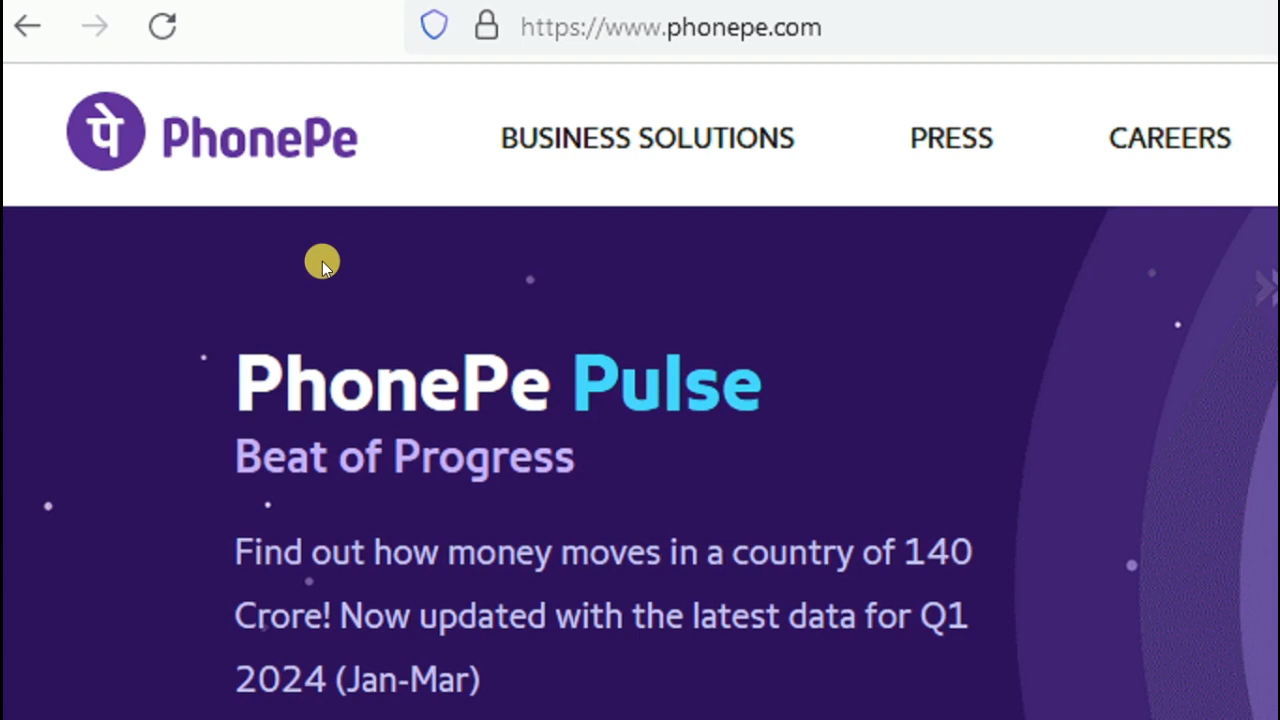 https://www.phonepe.com
पे PhonePe
BUSINESS SOLUTIONS
PRESS
CAREERS
PhonePe Pulse
Beat of Progress
Find out how money moves in a country of 140
Crore! Now updated with the latest data for Q1
2024 (Jan-Mar)